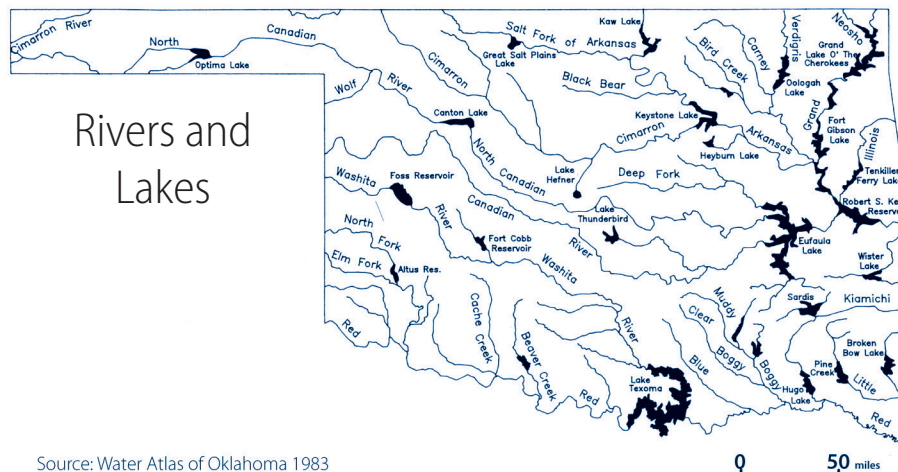 Cimarron River
North
Optima Lake
Canadian
River
Wolf
Cimarron
Salt Fork of Arkansas
Great Salt Plains
Lake
Kaw Lake
Black Bear
Bird Creek
Carney
Verdigris
Oologah
Lake
Neosho
Grand
Lake O' The
Cherokees
Grand
Fort
Gibson
Lake
Illinois
Tenkiller
Ferry Lake
Robert S. Ke
Reserv
Keystone Lake
Cimarron
Arkansas
Heyburn Lake
Canton Lake
North
Canadian
Lake
Hefner
Deep Fork
Rivers and
Lakes
Washita
Foss Reservoir
River
Canadian
River
Lake
Thunderbird
Fort Cobb
Reservoir
Washita
River
Eufaula
Lake
Wister
Lake
North
Fork
Elm Fork
Altus Res.
Red
Cache Creek
Beaver Creek
Red
Lake
Texoma
Muddy
Boggy
Clear
Boggy
Blue
Sardis
Kiamichi
Hugo
Lake
Pine
Creek
Broken
Bow Lake
Little
Red
Source: Water Atlas of Oklahoma 1983
0 50 miles